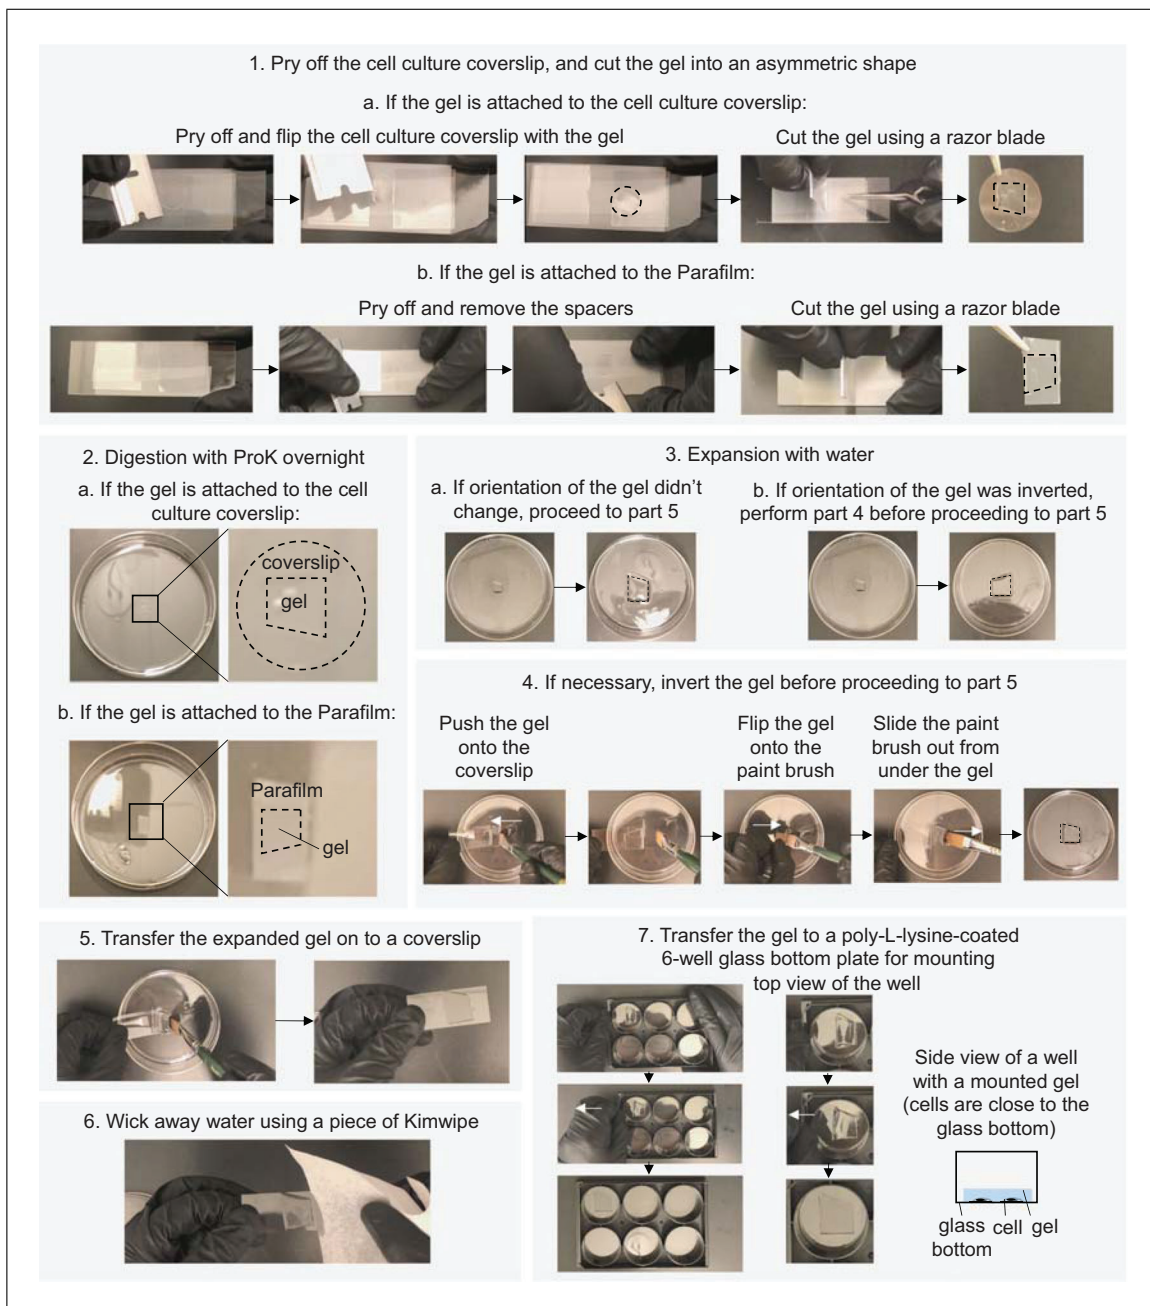 1. Pry off the cell culture coverslip, and cut the gel into an asymmetric shape
a. If the gel is attached to the cell culture coverslip:
Pry off and flip the cell culture coverslip with the gel
Cut the gel using a razor blade
b. If the gel is attached to the Parafilm:
Pry off and remove the spacers
Cut the gel using a razor blade
2. Digestion with ProK overnight
a. If the gel is attached to the cell
culture coverslip:
coverslip
gel
b. If the gel is attached to the Parafilm:
Parafilm
gel
3. Expansion with water
a. If orientation of the gel didn't
change, proceed to part 5
b. If orientation of the gel was inverted,
perform part 4 before proceeding to part 5
4. If necessary, invert the gel before proceeding to part 5
Push the gel
onto the
coverslip
Flip the gel
onto the
paint brush
Slide the paint
brush out from
under the gel
5. Transfer the expanded gel on to a coverslip
6. Wick away water using a piece of Kimwipe
7. Transfer the gel to a poly-L-lysine-coated
6-well glass bottom plate for mounting
top view of the well
Side view of a well
with a mounted gel
(cells are close to the
glass bottom)
glass
bottom
cell
gel